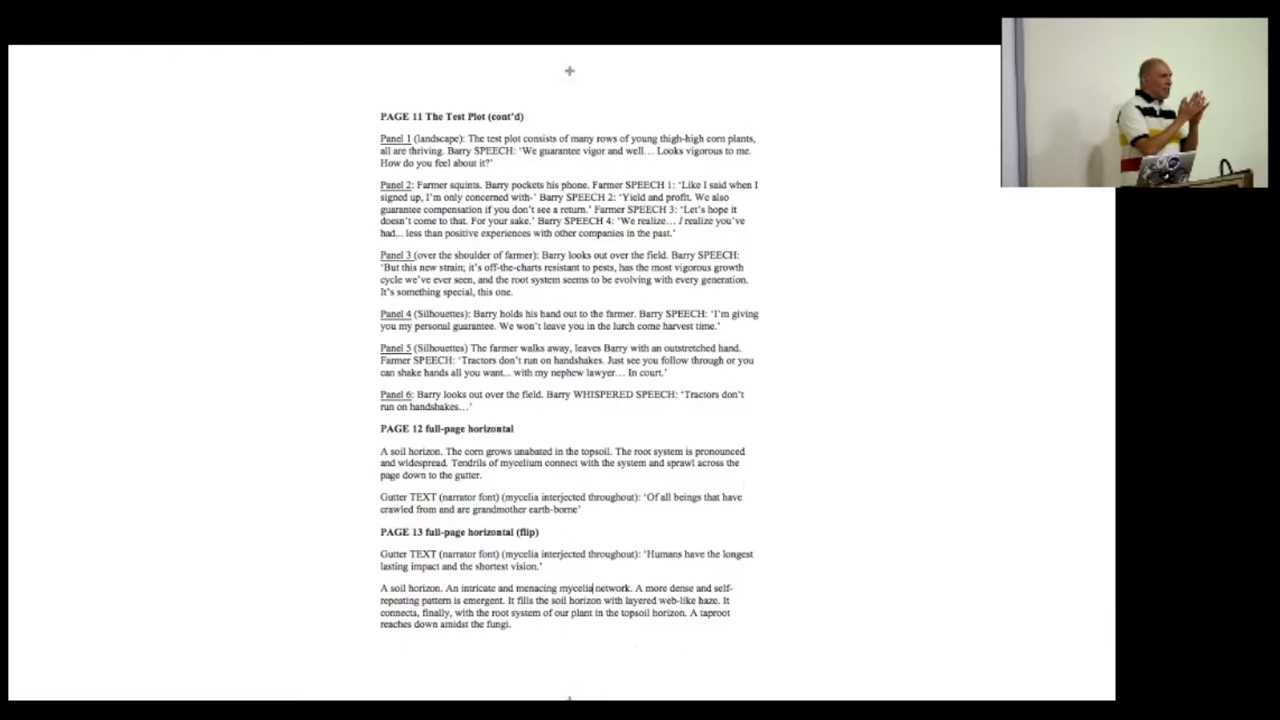 PAGE 11 The Test Plot (cont'd)
Panel 1 (landscape): The test plot consists of many rows of young thigh-high corn plants,
all are thriving. Barry SPEECH: 'We guarantee vigor and well… Looks vigorous to me.
How do you feel about it?'
Panel 2: Farmer squints. Barry pockets his phone. Farmer SPEECH 1: 'Like I said when I
signed up, I'm only concerned with-' Barry SPEECH 2: 'Yield and profit. We also
guarantee compensation if you don't see a return.' Farmer SPEECH 3: 'Let's hope it
doesn't come to that. For your sake.' Barry SPEECH 4: 'We realize… I realize you've
had... less than positive experiences with other companies in the past.'
Panel 3 (over the shoulder of farmer): Barry looks out over the field. Barry SPEECH:
'But this new strain; it's off-the-charts resistant to pests, has the most vigorous growth
cycle we've ever seen, and the root system seems to be evolving with every generation.
It's something special, this one.
Panel 4 (Silhouettes): Barry holds his hand out to the farmer. Barry SPEECH: 'I'm giving
you my personal guarantee. We won't leave you in the lurch come harvest time.'
Panel 5 (Silhouettes) The farmer walks away, leaves Barry with an outstretched hand.
Farmer SPEECH: 'Tractors don't run on handshakes. Just see you follow through or you
can shake hands all you want... with my nephew lawyer… In court.'
Panel 6: Barry looks out over the field. Barry WHISPERED SPEECH: 'Tractors don't
run on handshakes…'
PAGE 12 full-page horizontal
A soil horizon. The corn grows unabated in the topsoil. The root system is pronounced
and widespread. Tendrils of mycelium connect with the system and sprawl across the
page down to the gutter.
Gutter TEXT (narrator font) (mycelia interjected throughout): 'Of all beings that have
crawled from and are grandmother earth-borne'
PAGE 13 full-page horizontal (flip)
Gutter TEXT (narrator font) (mycelia interjected throughout): 'Humans have the longest
lasting impact and the shortest vision.'
A soil horizon. An intricate and menacing mycelia network. A more dense and self-
repeating pattern is emergent. It fills the soil horizon with layered web-like haze. It
connects, finally, with the root system of our plant in the topsoil horizon. A taproot
reaches down amidst the fungi.